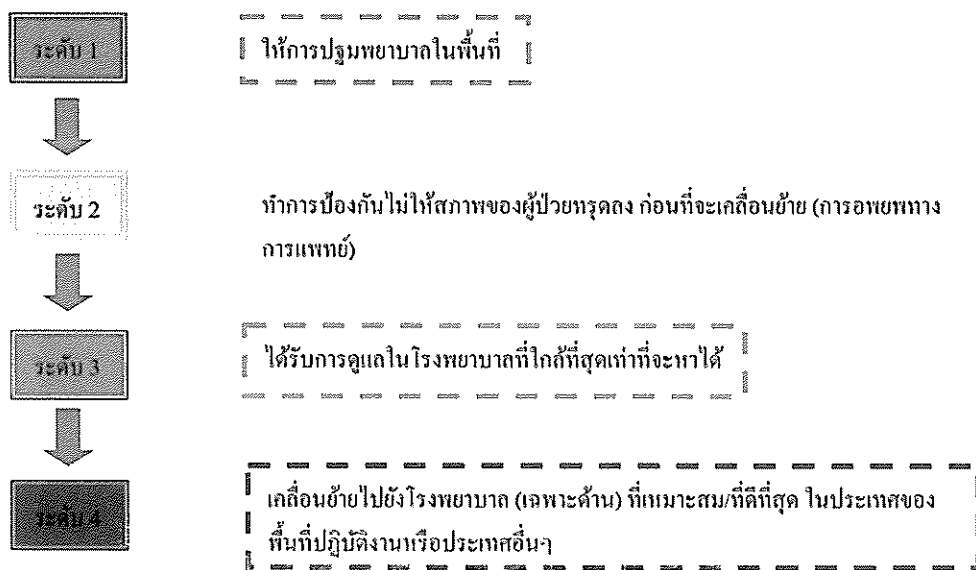 ระดับ 1
ให้การปฐมพยาบาลในพื้นที่
ระดับ 2
ทำการป้องกันไม่ให้สภาพของผู้ป่วยทรุดลง ก่อนที่จะเคลื่อนย้าย (การอพยพทาง
การแพทย์)
ระดับ 3
ได้รับการดูแลในโรงพยาบาลที่ใกล้ที่สุดเท่าที่จะหาได้
ระดับ 4
เคลื่อนย้ายไปยังโรงพยาบาล (เฉพาะด้าน) ที่เหมาะสม/ที่ดีที่สุด ในประเทศของ
พื้นที่ปฏิบัติงานหรือประเทศอื่นๆ